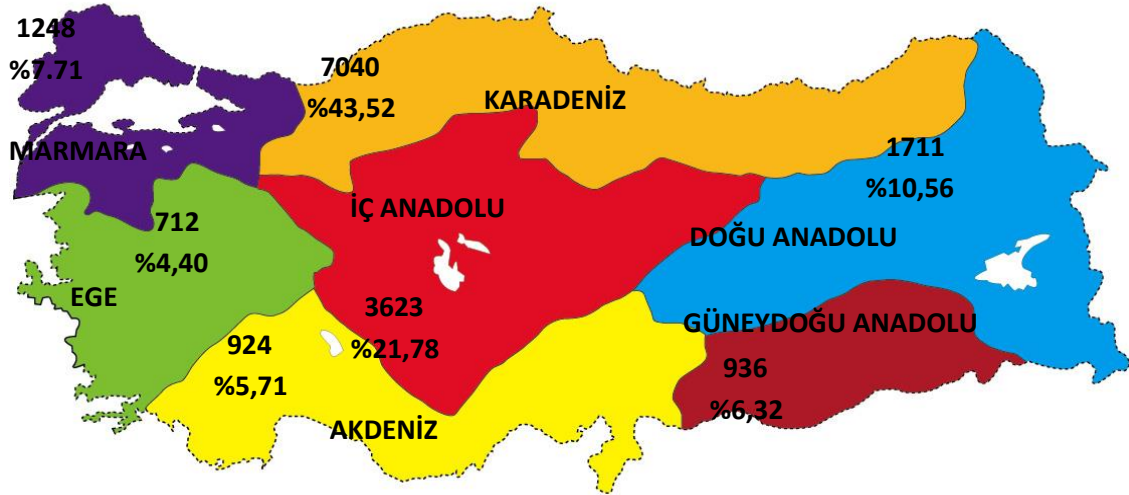 1248
%7.71
MARMARA
7040
%43,52
KARADENİZ
1711
%10,56
DOĞU ANADOLU
712
%4,40
EGE
İÇ ANADOLU
3623
%21,78
924
%5,71
AKDENİZ
GÜNEYDOĞU ANADOLU
936
%6,32